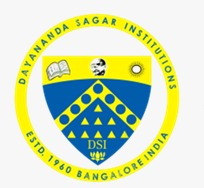 DAYANANDA SAGAR INSTITUTIONS
DSI
ESTD. 1960 BANGALORE INDIA